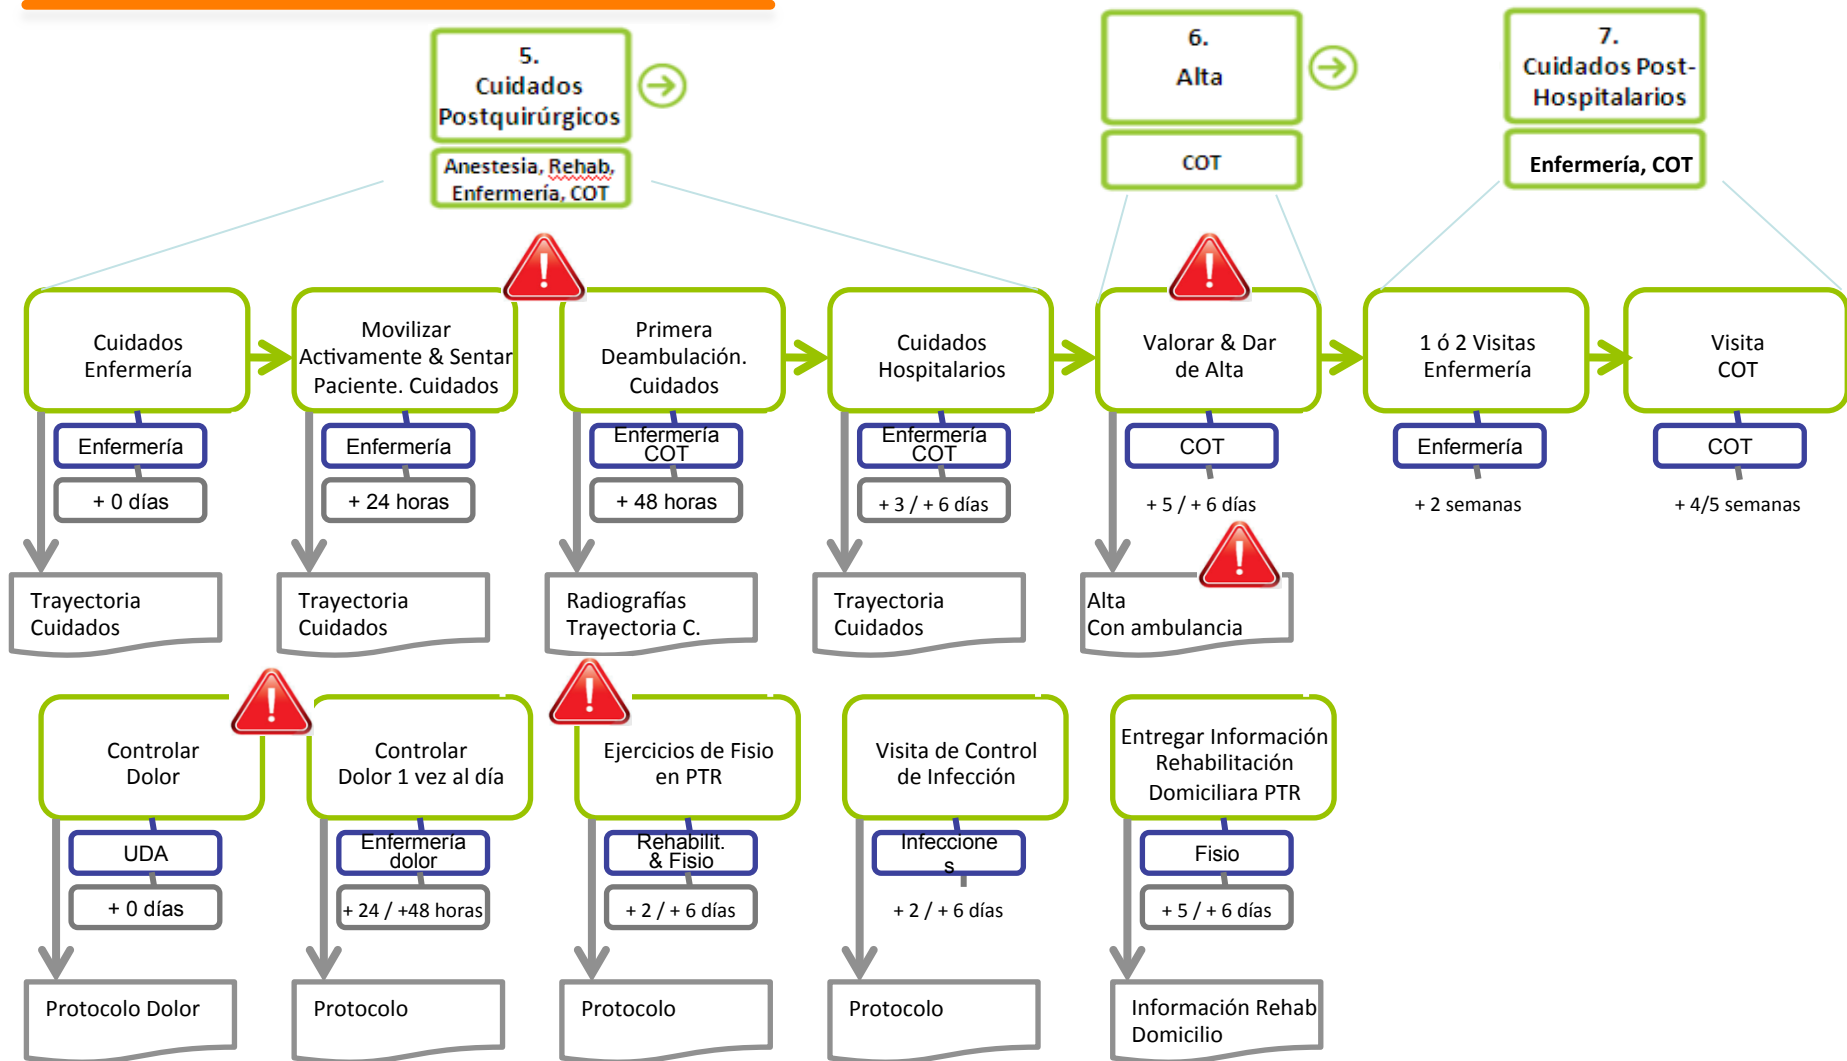 5.
Cuidados
Postquirúrgicos
Anestesia, Rehab,
Enfermería, COT
6.
Alta
COT
7.
Cuidados Post-
Hospitalarios
Enfermería, COT
Cuidados
Enfermería
Movilizar
Activamente & Sentar
Paciente. Cuidados
Primera
Deambulación.
Cuidados
Cuidados
Hospitalarios
Valorar & Dar
de Alta
1 ó 2 Visitas
Enfermería
Visita
COT
Enfermería
Enfermería
Enfermería
COT
Enfermería
COT
COT
Enfermería
COT
+ 0 días
+ 24 horas
+ 48 horas
+ 3 / + 6 días
+ 5 / + 6 días
+ 2 semanas
+ 4/5 semanas
Trayectoria
Cuidados
Trayectoria
Cuidados
Radiografías
Trayectoria C.
Trayectoria
Cuidados
Alta
Con ambulancia
Controlar
Dolor
Controlar
Dolor 1 vez al día
Ejercicios de Fisio
en PTR
Visita de Control
de Infección
Entregar Información
Rehabilitación
Domiciliara PTR
UDA
Enfermería
dolor
Rehabilit.
& Fisio
Infeccione
s
Fisio
+ 0 días
+ 24 / +48 horas
+ 2 / + 6 días
+ 2 / + 6 días
+ 5 / + 6 días
Protocolo Dolor
Protocolo
Protocolo
Protocolo
Información Rehab
Domicilio